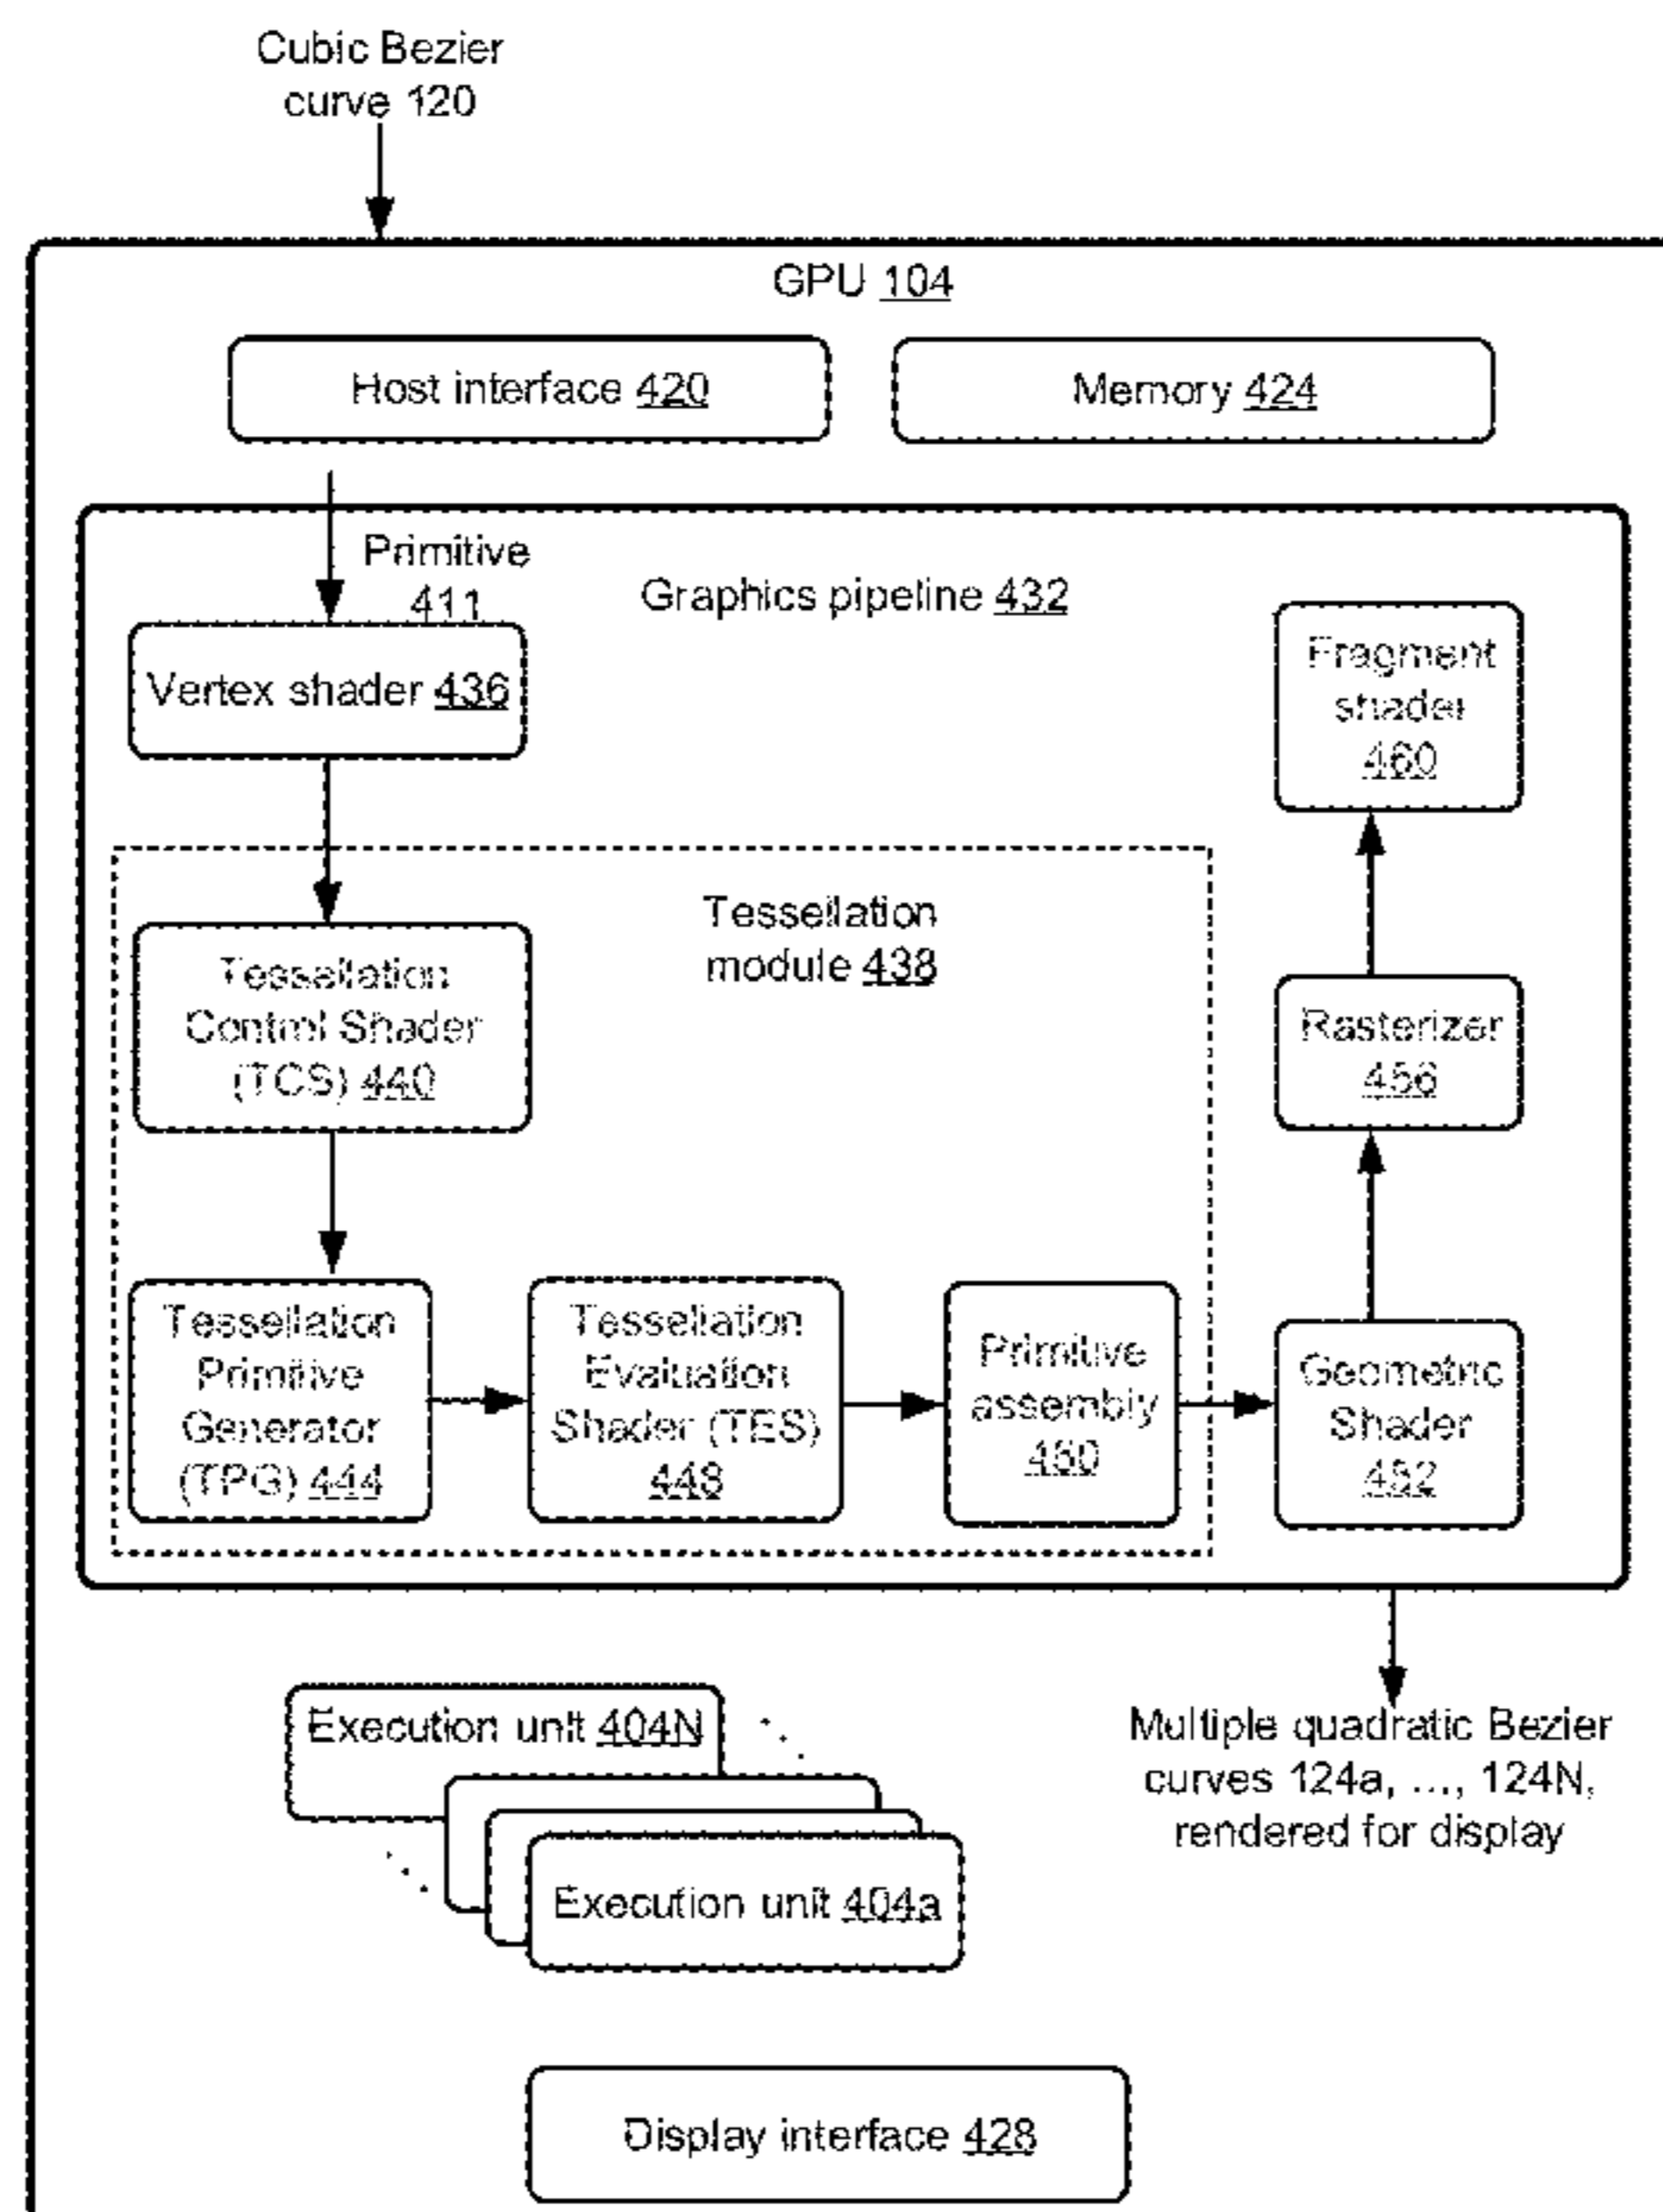 Cubic Bezier
curve 120
GPU 104
Host interface 420
Memory 424
Primitive
411
Graphics pipeline 432
Vertex shader 436
Fragment
shader
460
Tessellation
module 438
Tessellation
Control Shader
(TCS) 440
Rasterizer
456
Tessellation
Primitive
Generator
(TPG) 444
Tessellation
Evaluation
Shader (TES)
448
Primitive
assembly
450
Geometric
Shader
452
Execution unit 404N
Execution unit 404a
Multiple quadratic Bezier
curves 124a, ..., 124N,
rendered for display
Display interface 428